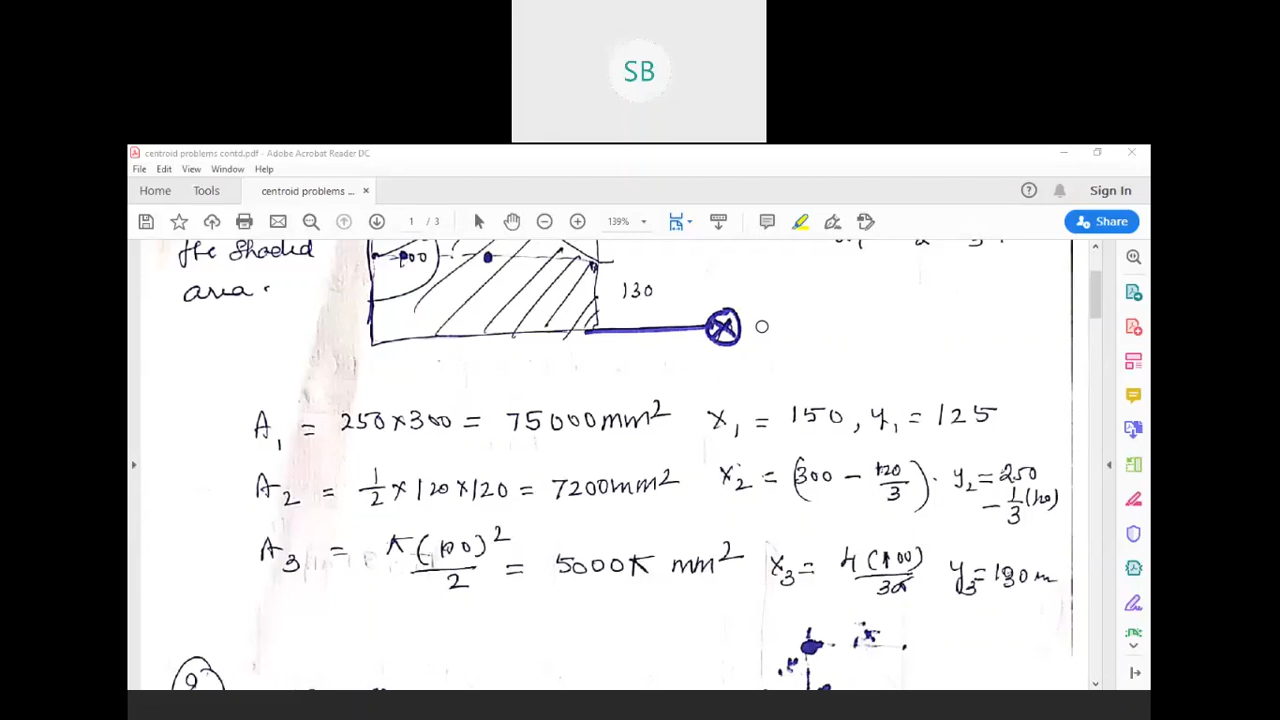 SB
centroid problems contd.pdf - Adobe Acrobat Reader DC
File Edit View Window Help
Home Tools centroid problems ... × Sign In
1 / 3 139% Share
the Shaded
area.
100
130
A1 = 250×300 = 75000mm² x1 = 150, y1 = 125
A2 = 1/2 × 120×120 = 7200mm² x2 = (300 - 120/3). y2 = 250 - 1/3(120)
A3 = π(100)²/2 = 5000π mm² x3 = 4(100)/3π y3 = 130 m